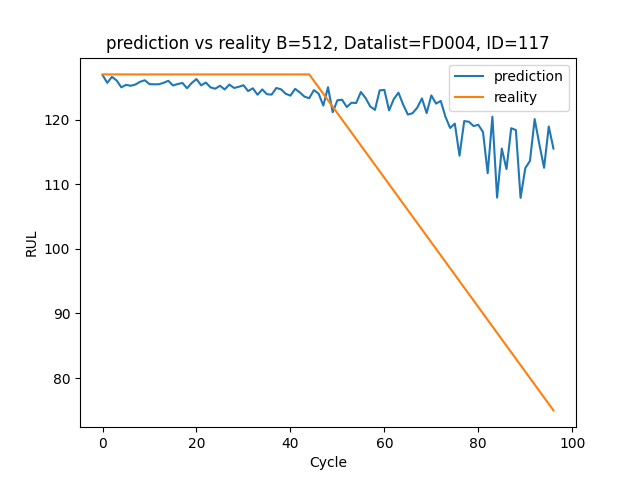 prediction vs reality B=512, Datalist=FD004, ID=117
prediction
reality
120
110
100
90
80
RUL
0 20 40 60 80 100
Cycle